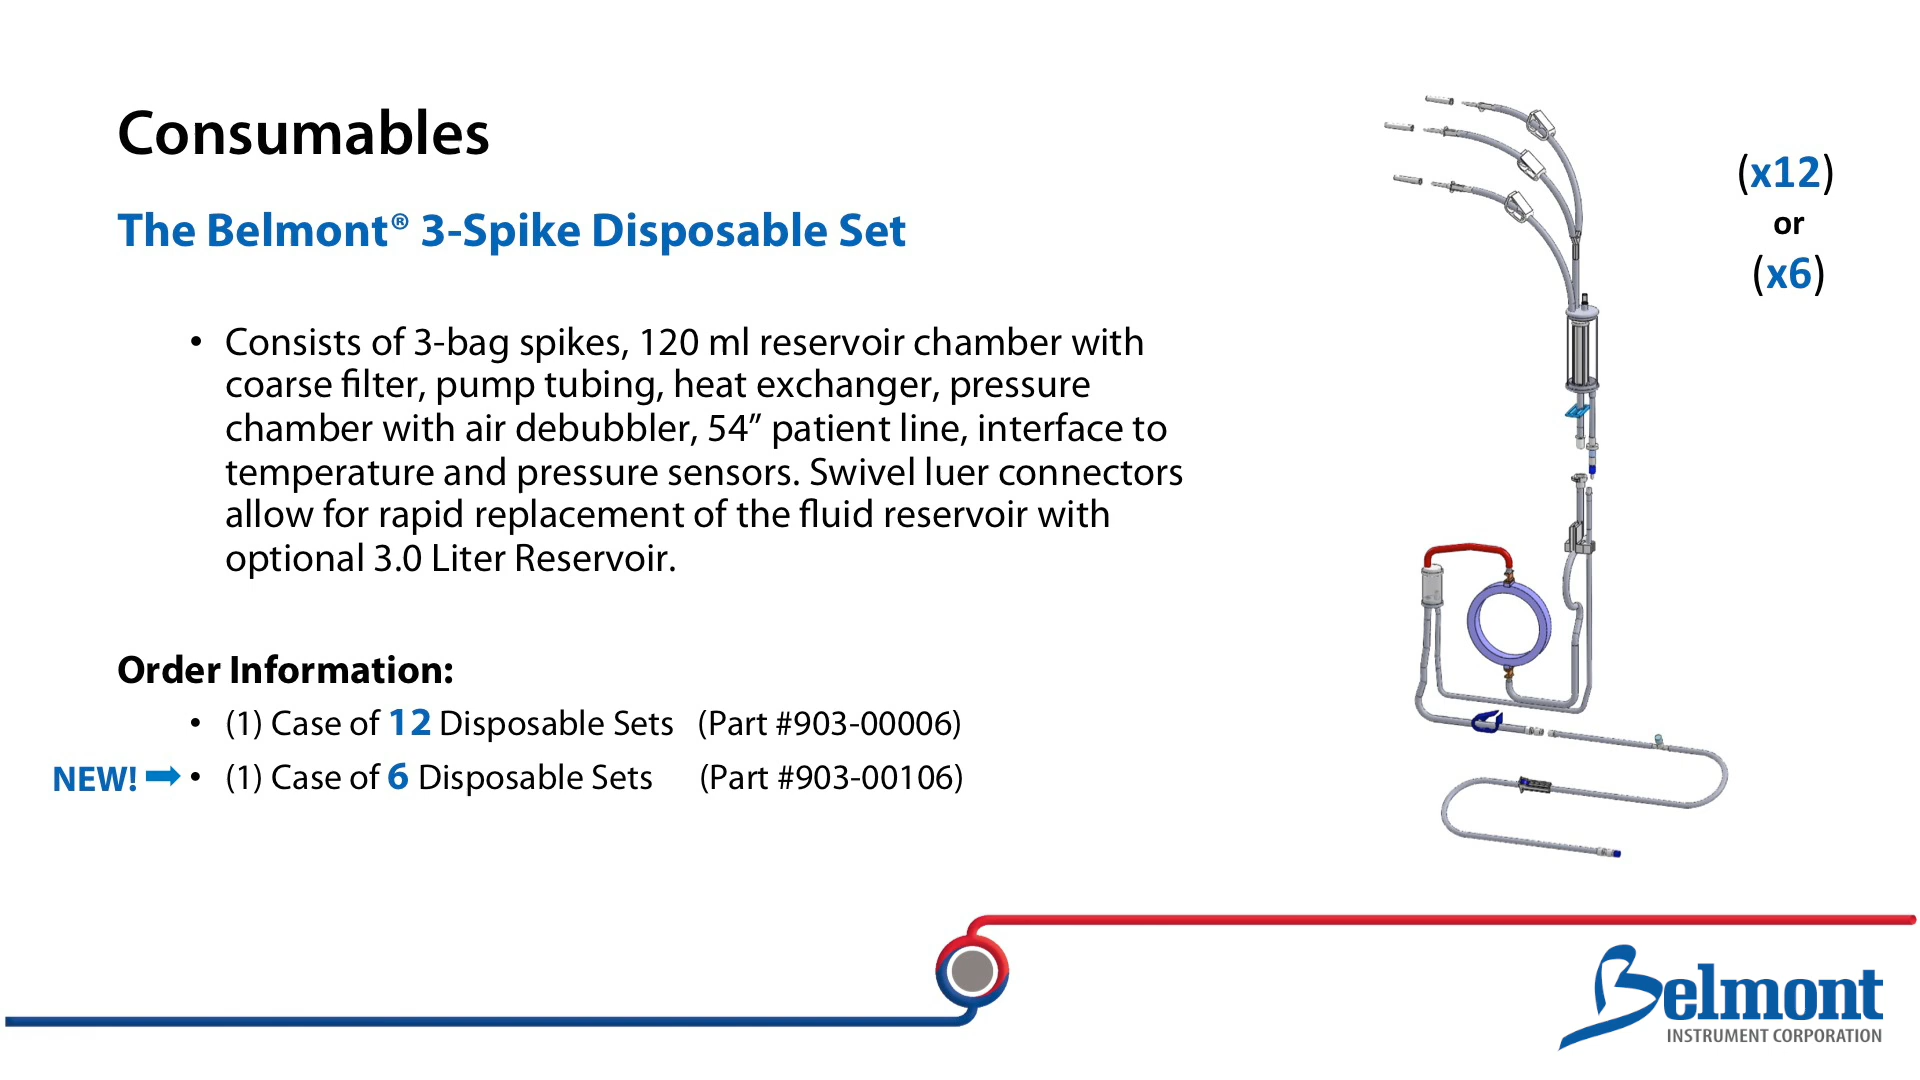 Consumables
The Belmont® 3-Spike Disposable Set
• Consists of 3-bag spikes, 120 ml reservoir chamber with
coarse filter, pump tubing, heat exchanger, pressure
chamber with air debubbler, 54” patient line, interface to
temperature and pressure sensors. Swivel luer connectors
allow for rapid replacement of the fluid reservoir with
optional 3.0 Liter Reservoir.
Order Information:
• (1) Case of 12 Disposable Sets (Part #903-00006)
NEW! • (1) Case of 6 Disposable Sets (Part #903-00106)
(x12)
or
(x6)
Belmont
INSTRUMENT CORPORATION